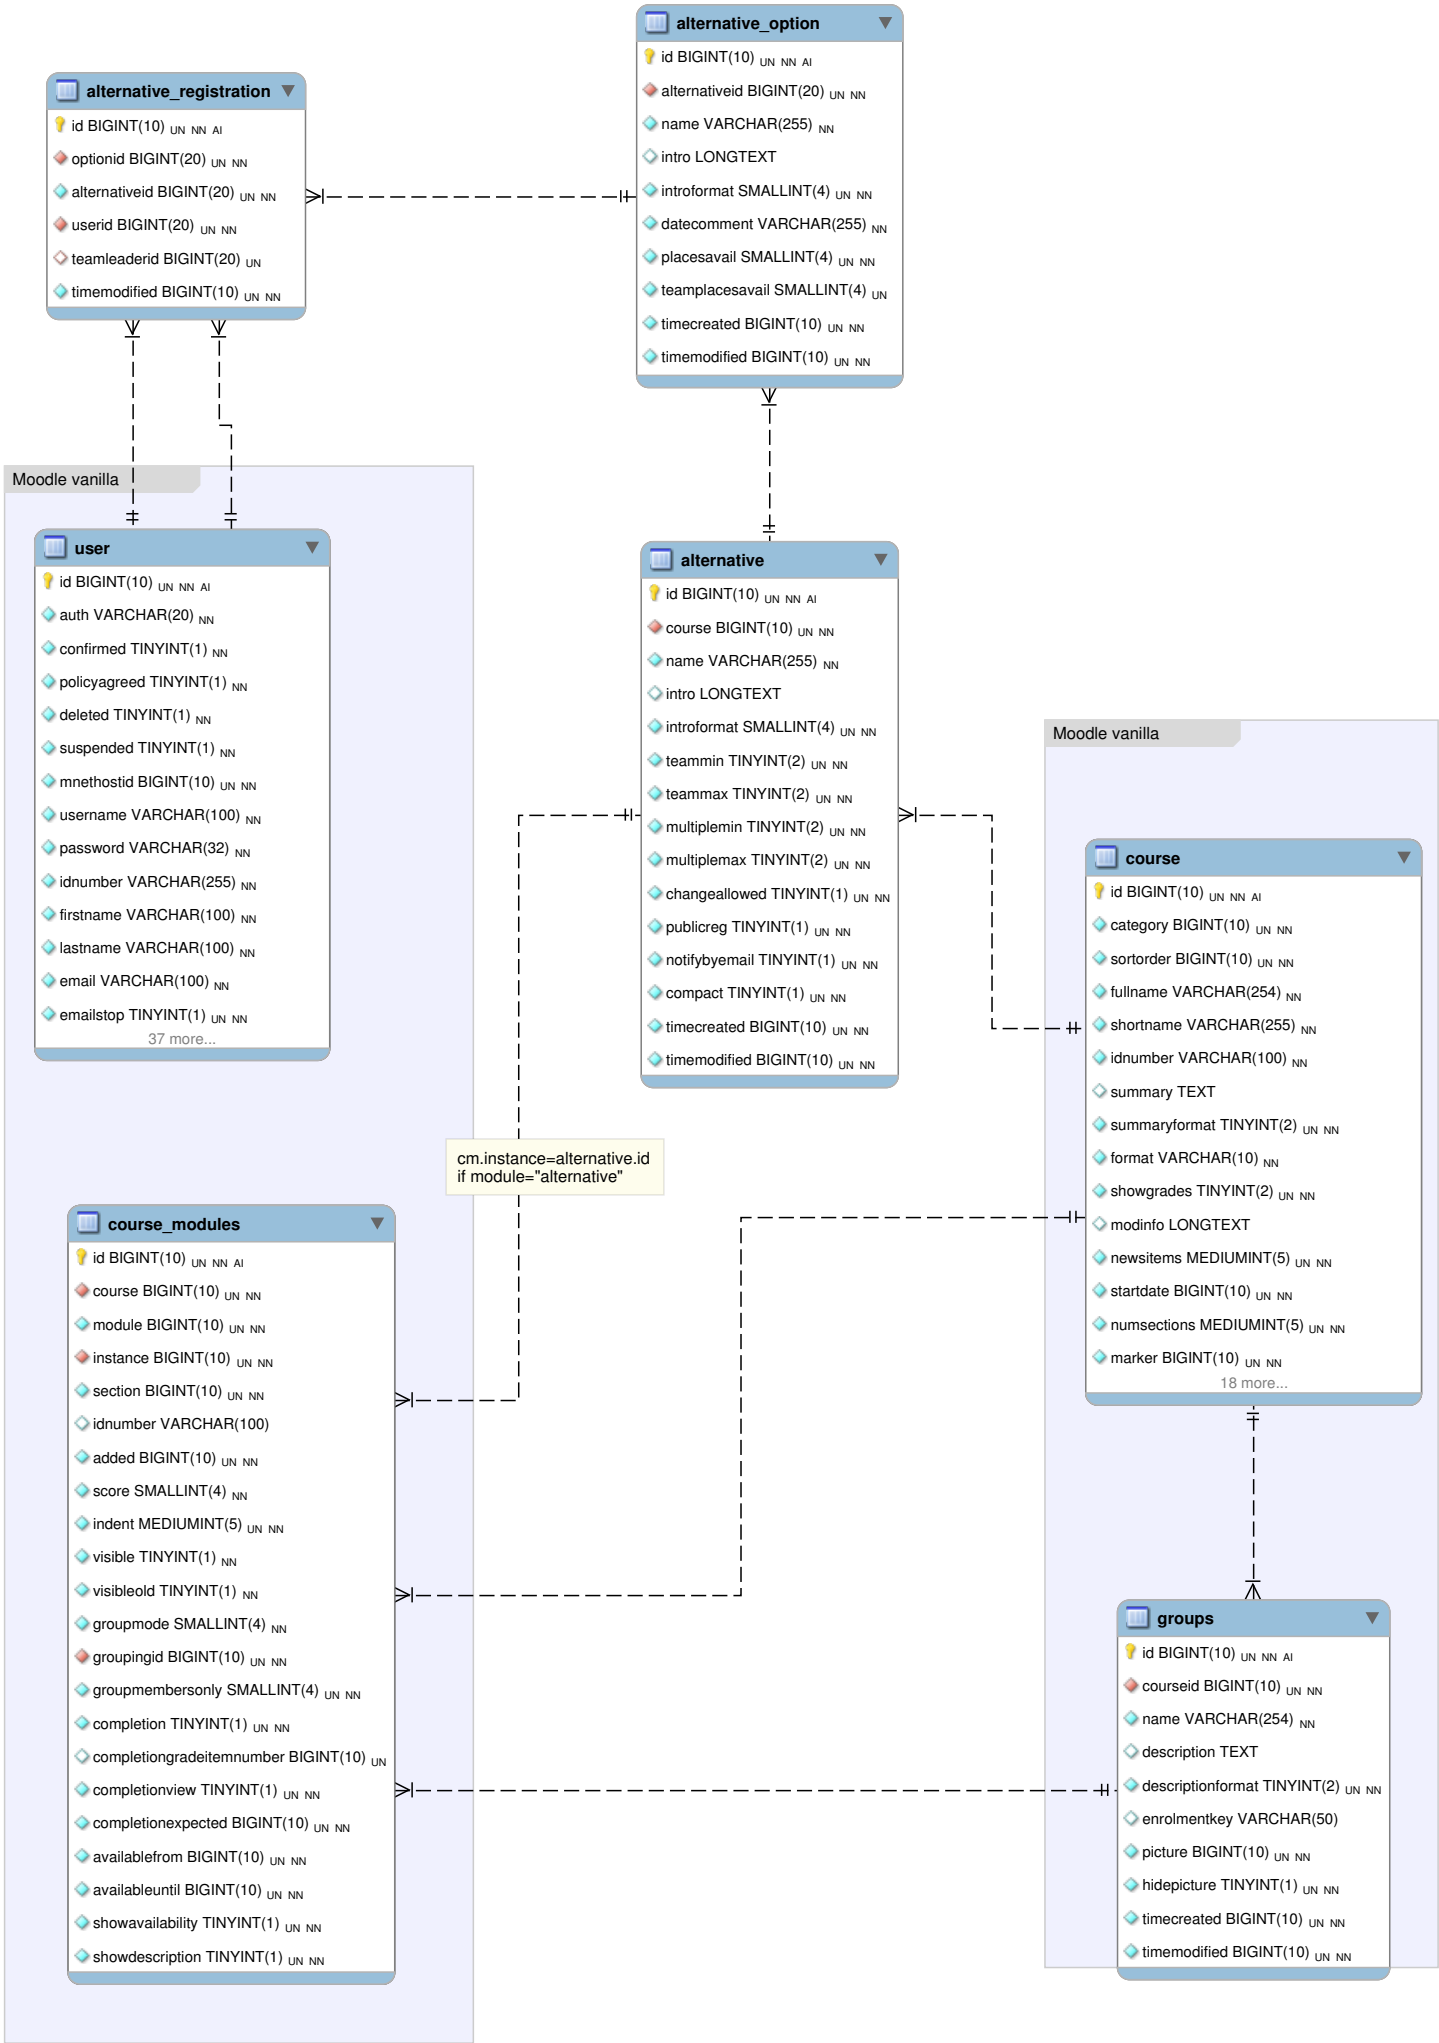 alternative_option
id BIGINT(10) UN NN AI
alternativeid BIGINT(20) UN NN
name VARCHAR(255) NN
intro LONGTEXT
introformat SMALLINT(4) UN NN
datecomment VARCHAR(255) NN
placesavail SMALLINT(4) UN NN
teamplacesavail SMALLINT(4) UN
timecreated BIGINT(10) UN NN
timemodified BIGINT(10) UN NN
alternative_registration
id BIGINT(10) UN NN AI
optionid BIGINT(20) UN NN
alternativeid BIGINT(20) UN NN
userid BIGINT(20) UN NN
teamleaderid BIGINT(20) UN
timemodified BIGINT(10) UN NN
Moodle vanilla
user
id BIGINT(10) UN NN AI
auth VARCHAR(20) NN
confirmed TINYINT(1) NN
policyagreed TINYINT(1) NN
deleted TINYINT(1) NN
suspended TINYINT(1) NN
mnethostid BIGINT(10) UN NN
username VARCHAR(100) NN
password VARCHAR(32) NN
idnumber VARCHAR(255) NN
firstname VARCHAR(100) NN
lastname VARCHAR(100) NN
email VARCHAR(100) NN
emailstop TINYINT(1) UN NN
37 more...
alternative
id BIGINT(10) UN NN AI
course BIGINT(10) UN NN
name VARCHAR(255) NN
intro LONGTEXT
introformat SMALLINT(4) UN NN
teammin TINYINT(2) UN NN
teammax TINYINT(2) UN NN
multiplemin TINYINT(2) UN NN
multiplemax TINYINT(2) UN NN
changeallowed TINYINT(1) UN NN
publicreg TINYINT(1) UN NN
notifybyemail TINYINT(1) UN NN
compact TINYINT(1) UN NN
timecreated BIGINT(10) UN NN
timemodified BIGINT(10) UN NN
Moodle vanilla
course
id BIGINT(10) UN NN AI
category BIGINT(10) UN NN
sortorder BIGINT(10) UN NN
fullname VARCHAR(254) NN
shortname VARCHAR(255) NN
idnumber VARCHAR(100) NN
summary TEXT
summaryformat TINYINT(2) UN NN
format VARCHAR(10) NN
showgrades TINYINT(2) UN NN
modinfo LONGTEXT
newsitems MEDIUMINT(5) UN NN
startdate BIGINT(10) UN NN
numsections MEDIUMINT(5) UN NN
marker BIGINT(10) UN NN
18 more...
cm.instance=alternative.id
if module="alternative"
course_modules
id BIGINT(10) UN NN AI
course BIGINT(10) UN NN
module BIGINT(10) UN NN
instance BIGINT(10) UN NN
section BIGINT(10) UN NN
idnumber VARCHAR(100)
added BIGINT(10) UN NN
score SMALLINT(4) NN
indent MEDIUMINT(5) UN NN
visible TINYINT(1) NN
visibleold TINYINT(1) NN
groupmode SMALLINT(4) NN
groupingid BIGINT(10) UN NN
groupmembersonly SMALLINT(4) UN NN
completion TINYINT(1) UN NN
completiongradeitemnumber BIGINT(10) UN
completionview TINYINT(1) UN NN
completionexpected BIGINT(10) UN NN
availablefrom BIGINT(10) UN NN
availableuntil BIGINT(10) UN NN
showavailability TINYINT(1) UN NN
showdescription TINYINT(1) UN NN
groups
id BIGINT(10) UN NN AI
courseid BIGINT(10) UN NN
name VARCHAR(254) NN
description TEXT
descriptionformat TINYINT(2) UN NN
enrolmentkey VARCHAR(50)
picture BIGINT(10) UN NN
hidepicture TINYINT(1) UN NN
timecreated BIGINT(10) UN NN
timemodified BIGINT(10) UN NN